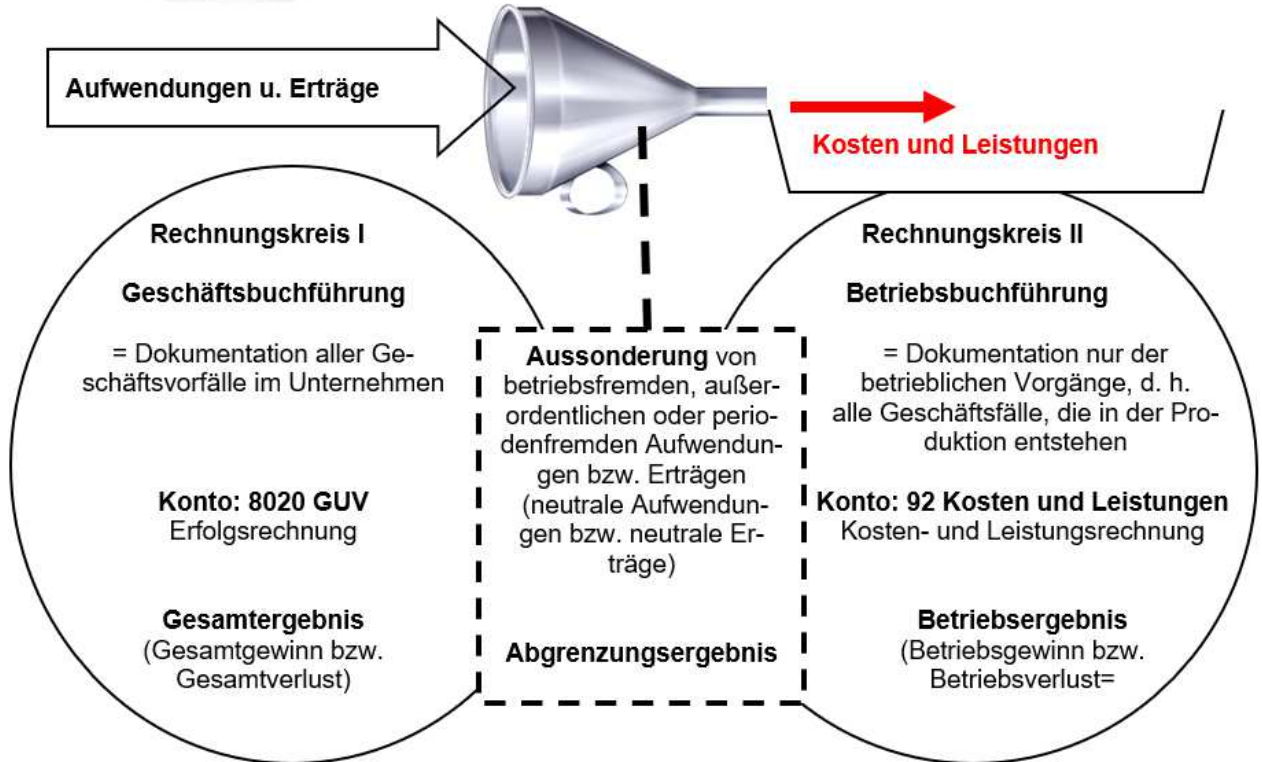 Aufwendungen u. Erträge
Kosten und Leistungen
Rechnungskreis I
Geschäftsbuchführung
= Dokumentation aller Ge-
schäftsvorfälle im Unternehmen
Konto: 8020 GUV
Erfolgsrechnung
Gesamtergebnis
(Gesamtgewinn bzw.
Gesamtverlust)
Aussonderung von
betriebsfremden, außer-
ordentlichen oder perio-
denfremden Aufwendun-
gen bzw. Erträgen
(neutrale Aufwendun-
gen bzw. neutrale Er-
träge)
Abgrenzungsergebnis
Rechnungskreis II
Betriebsbuchführung
= Dokumentation nur der
betrieblichen Vorgänge, d. h.
alle Geschäftsfälle, die in der Pro-
duktion entstehen
Konto: 92 Kosten und Leistungen
Kosten- und Leistungsrechnung
Betriebsergebnis
(Betriebsgewinn bzw.
Betriebsverlust=